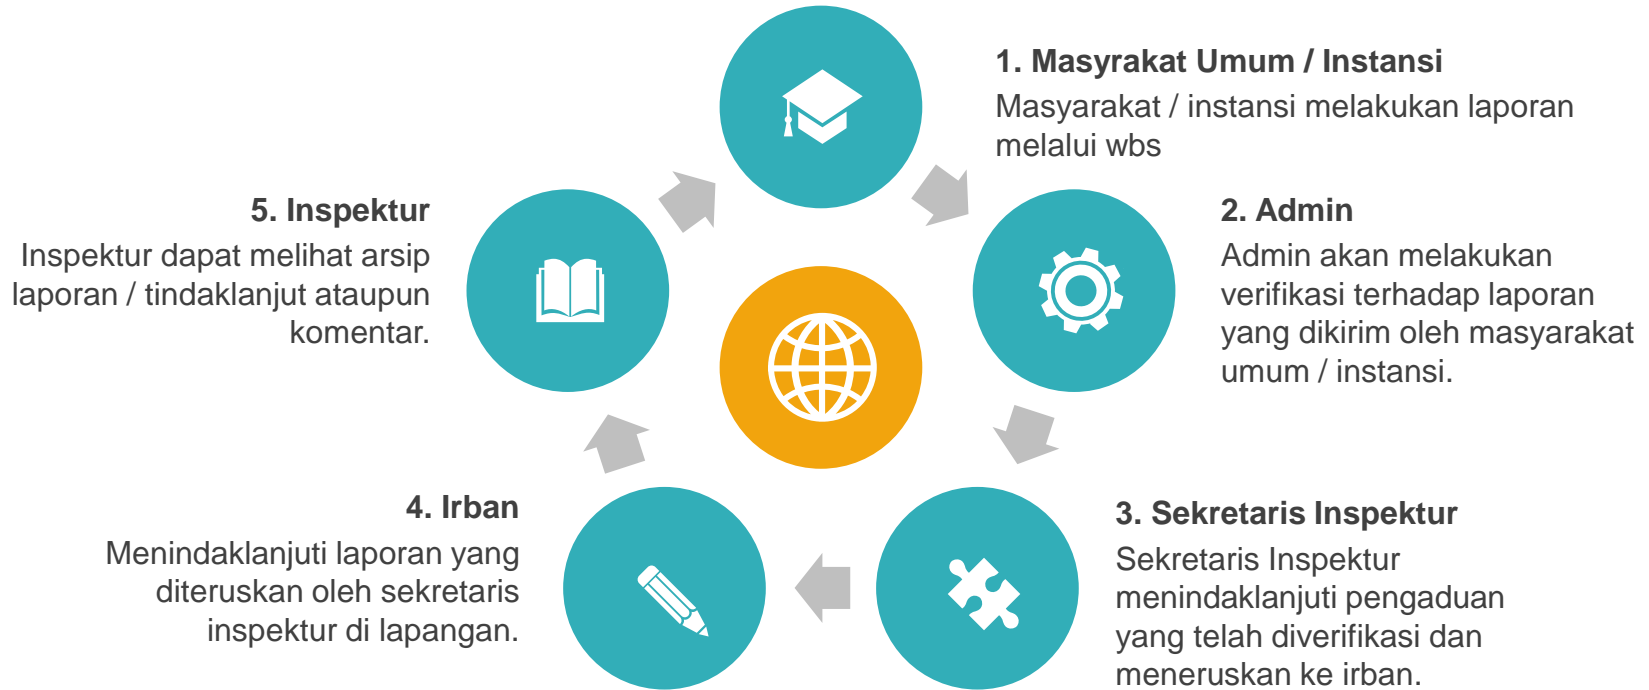 1. Masyrakat Umum / Instansi
Masyarakat / instansi melakukan laporan
melalui wbs
2. Admin
Admin akan melakukan
verifikasi terhadap laporan
yang dikirim oleh masyarakat
umum / instansi.
3. Sekretaris Inspektur
Sekretaris Inspektur
menindaklanjuti pengaduan
yang telah diverifikasi dan
meneruskan ke irban.
4. Irban
Menindaklanjuti laporan yang
diteruskan oleh sekretaris
inspektur di lapangan.
5. Inspektur
Inspektur dapat melihat arsip
laporan / tindaklanjut ataupun
komentar.